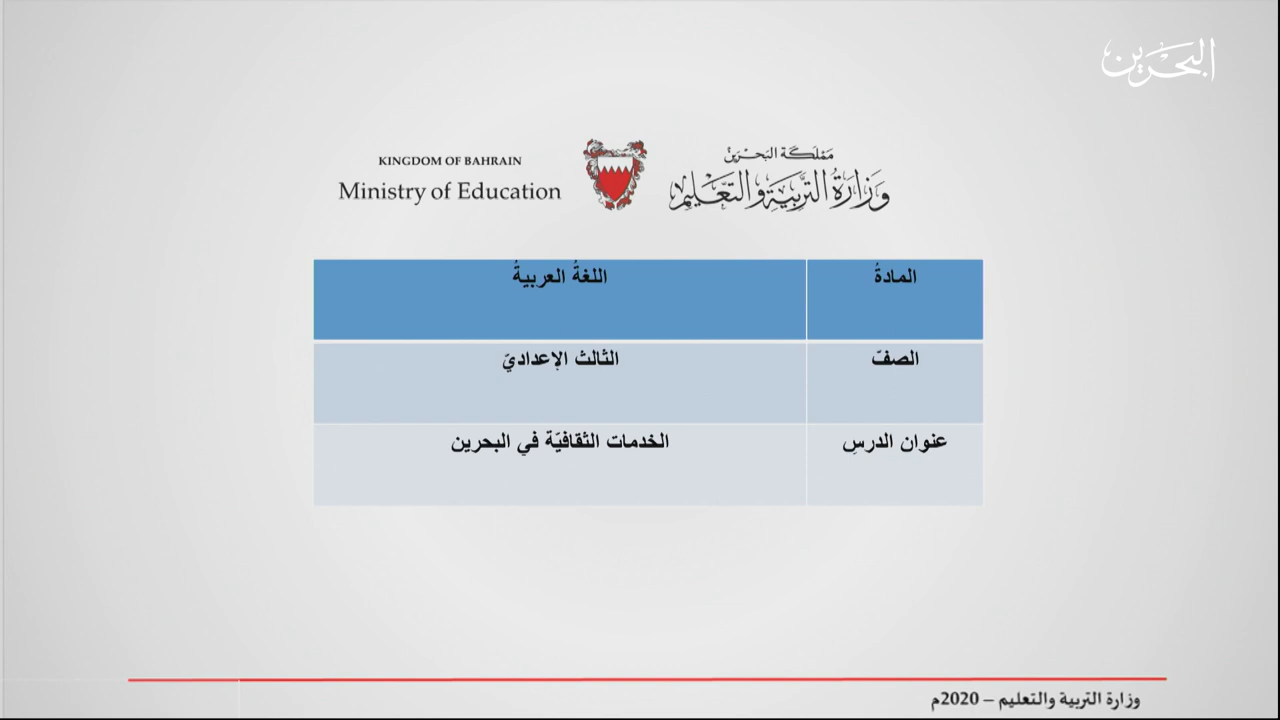 البحرين
مملكة البحرين
وزارة التربية والتعليم
KINGDOM OF BAHRAIN
Ministry of Education
المادةُ اللغةُ العربيةُ
الصفّ الثالث الإعداديّ
عنوان الدرسِ الخدمات الثقافيّة في البحرين
وزارة التربية والتعليم – 2020م